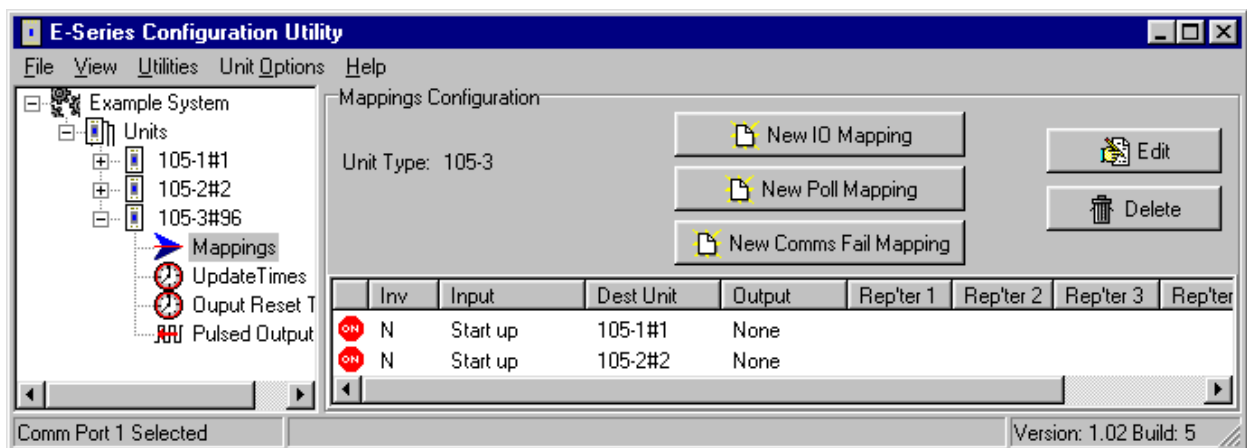 E-Series Configuration Utility
File View Utilities Unit Options Help
Example System
Units
105-1#1
105-2#2
105-3#96
Mappings
UpdateTimes
Ouput Reset T
Pulsed Output
Mappings Configuration
Unit Type: 105-3
New IO Mapping
New Poll Mapping
New Comms Fail Mapping
Edit
Delete
Inv Input Dest Unit Output Rep'ter 1 Rep'ter 2 Rep'ter 3 Rep'ter
ON N Start up 105-1#1 None
ON N Start up 105-2#2 None
Comm Port 1 Selected
Version: 1.02 Build: 5